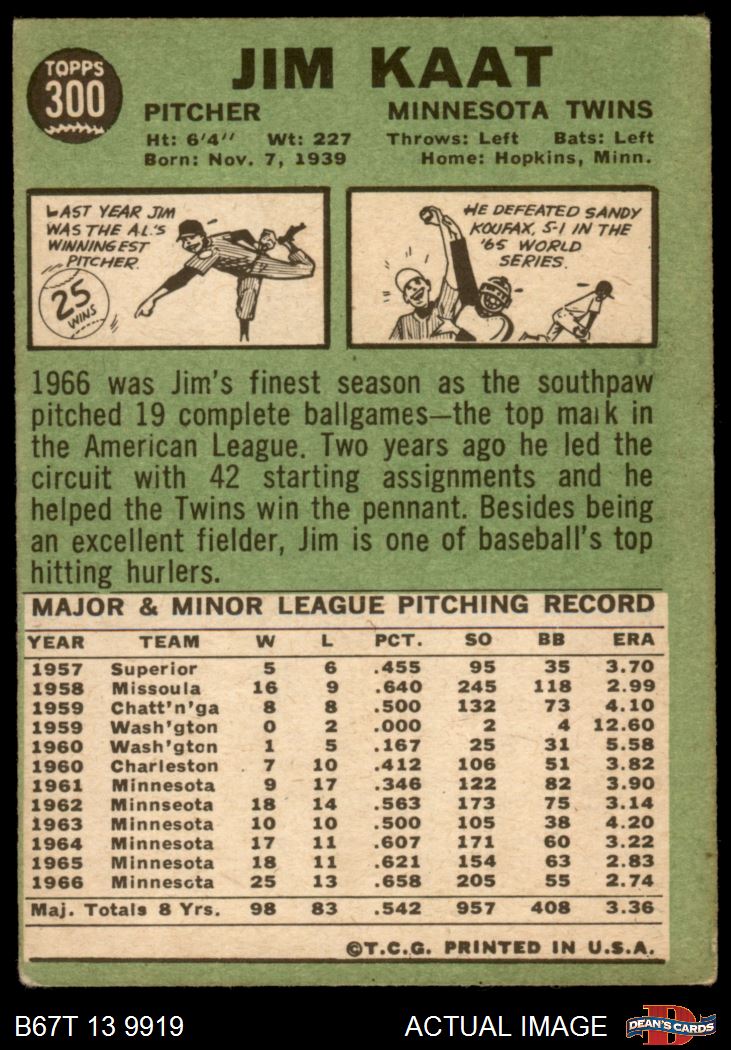 TOPPS
300
JIM KAAT
PITCHER MINNESOTA TWINS
Ht: 6'4" Wt: 227 Throws: Left Bats: Left
Born: Nov. 7, 1939 Home: Hopkins, Minn.
LAST YEAR JIM
WAS THE A.L.'S
WINNINGEST
PITCHER.
25
WINS
HE DEFEATED SANDY
KOUFAX, 5-1 IN THE
'65 WORLD
SERIES.
1966 was Jim's finest season as the southpaw
pitched 19 complete ballgames—the top mark in
the American League. Two years ago he led the
circuit with 42 starting assignments and he
helped the Twins win the pennant. Besides being
an excellent fielder, Jim is one of baseball's top
hitting hurlers.
MAJOR & MINOR LEAGUE PITCHING RECORD
YEAR TEAM W L PCT. SO BB ERA
1957 Superior 5 6 .455 95 35 3.70
1958 Missoula 16 9 .640 245 118 2.99
1959 Chatt'n'ga 8 8 .500 132 73 4.10
1959 Wash'gton 0 2 .000 2 4 12.60
1960 Wash'gton 1 5 .167 25 31 5.58
1960 Charleston 7 10 .412 106 51 3.82
1961 Minnesota 9 17 .346 122 82 3.90
1962 Minnseota 18 14 .563 173 75 3.14
1963 Minnesota 10 10 .500 105 38 4.20
1964 Minnesota 17 11 .607 171 60 3.22
1965 Minnesota 18 11 .621 154 63 2.83
1966 Minnesota 25 13 .658 205 55 2.74
Maj. Totals 8 Yrs. 98 83 .542 957 408 3.36
©T.C.G. PRINTED IN U.S.A.
B67T 13 9919 ACTUAL IMAGE D DEAN'S CARDS